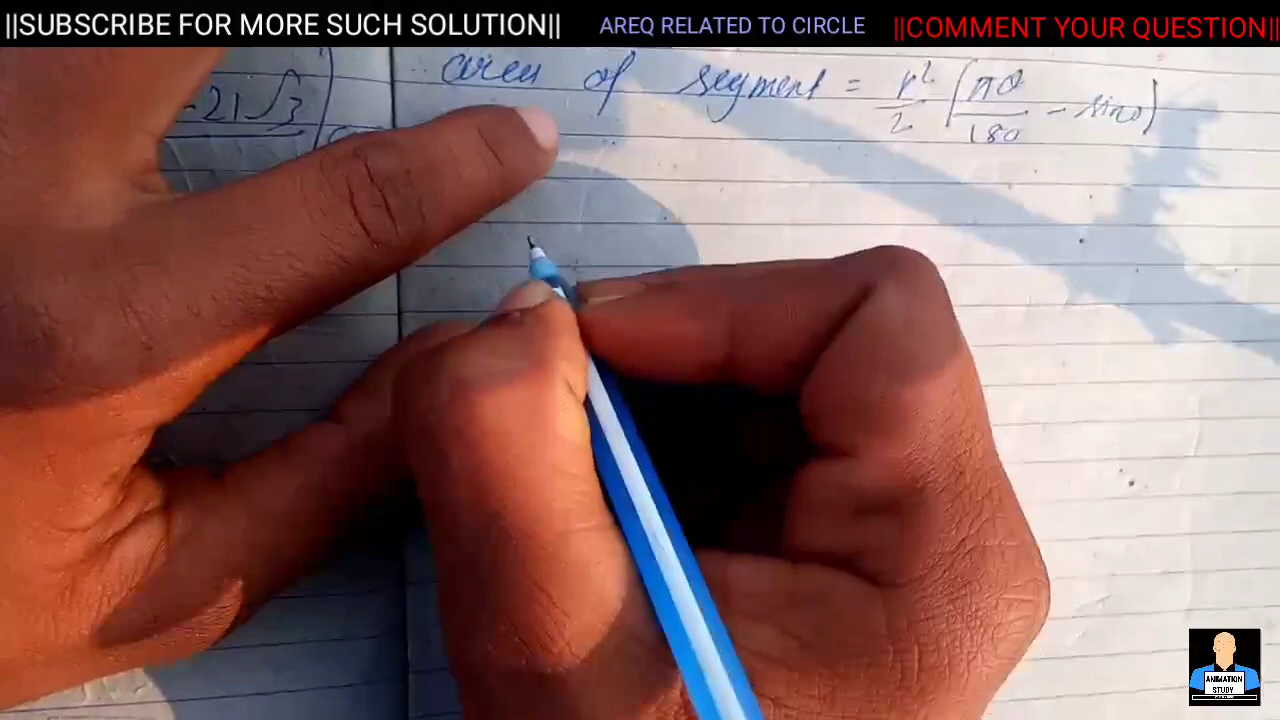 ||SUBSCRIBE FOR MORE SUCH SOLUTION|| AREQ RELATED TO CIRCLE ||COMMENT YOUR QUESTION||
-21√3
area of segment = r²/2 (πθ/180 - sinθ)
ANIMATION
STUDY